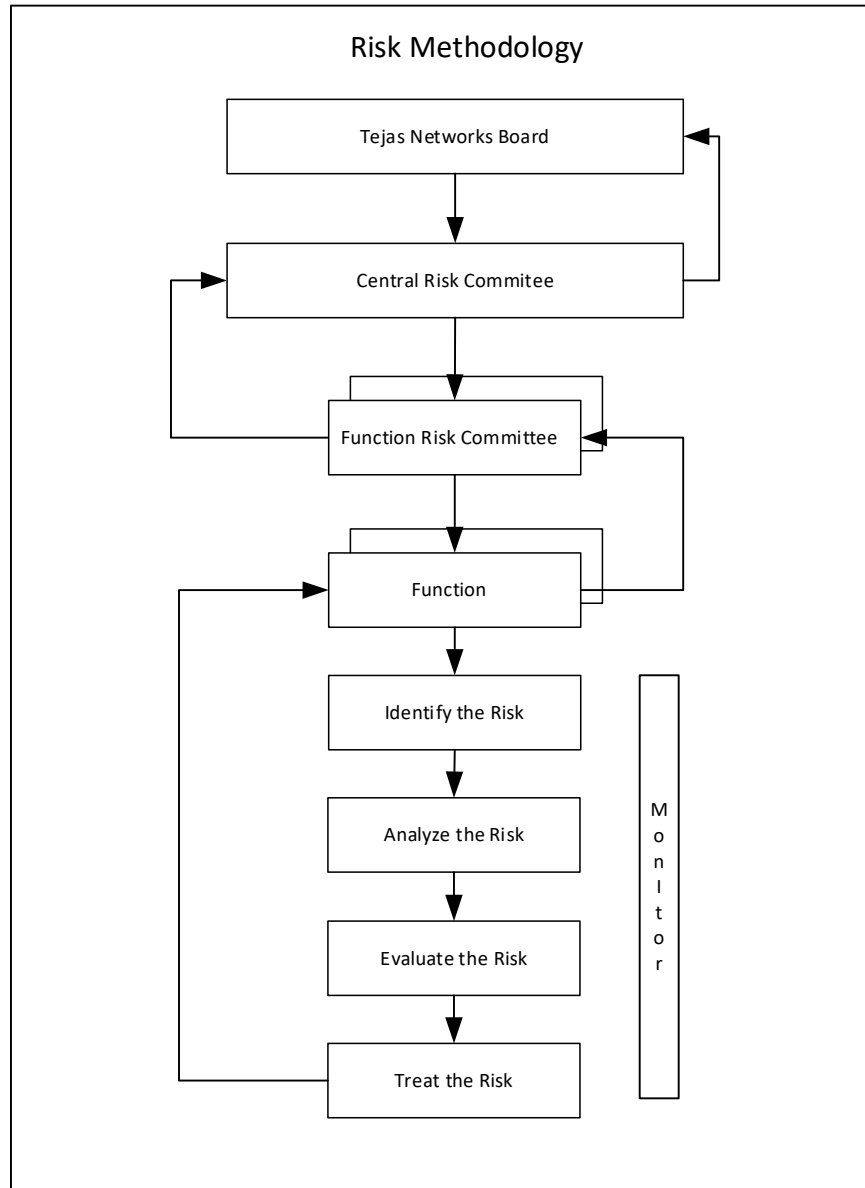 Risk Methodology
Tejas Networks Board
Central Risk Commitee
Function Risk Committee
Function
Identify the Risk
Analyze the Risk
Evaluate the Risk
Treat the Risk
M
o
n
I
t
o
r